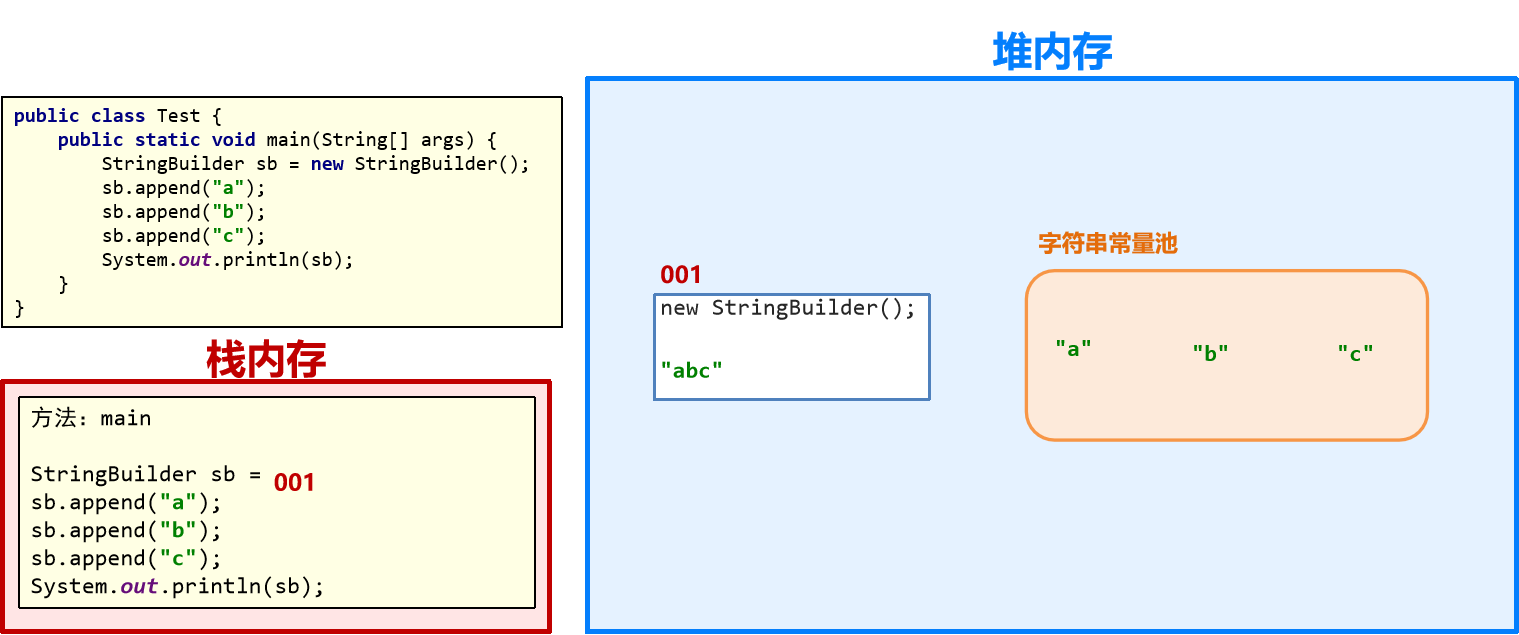 堆内存
public class Test {
    public static void main(String[] args) {
        StringBuilder sb = new StringBuilder();
        sb.append("a");
        sb.append("b");
        sb.append("c");
        System.out.println(sb);
    }
}
栈内存
方法: main
StringBuilder sb = 001
sb.append("a");
sb.append("b");
sb.append("c");
System.out.println(sb);
001
new StringBuilder();
"abc"
字符串常量池
"a" "b" "c"